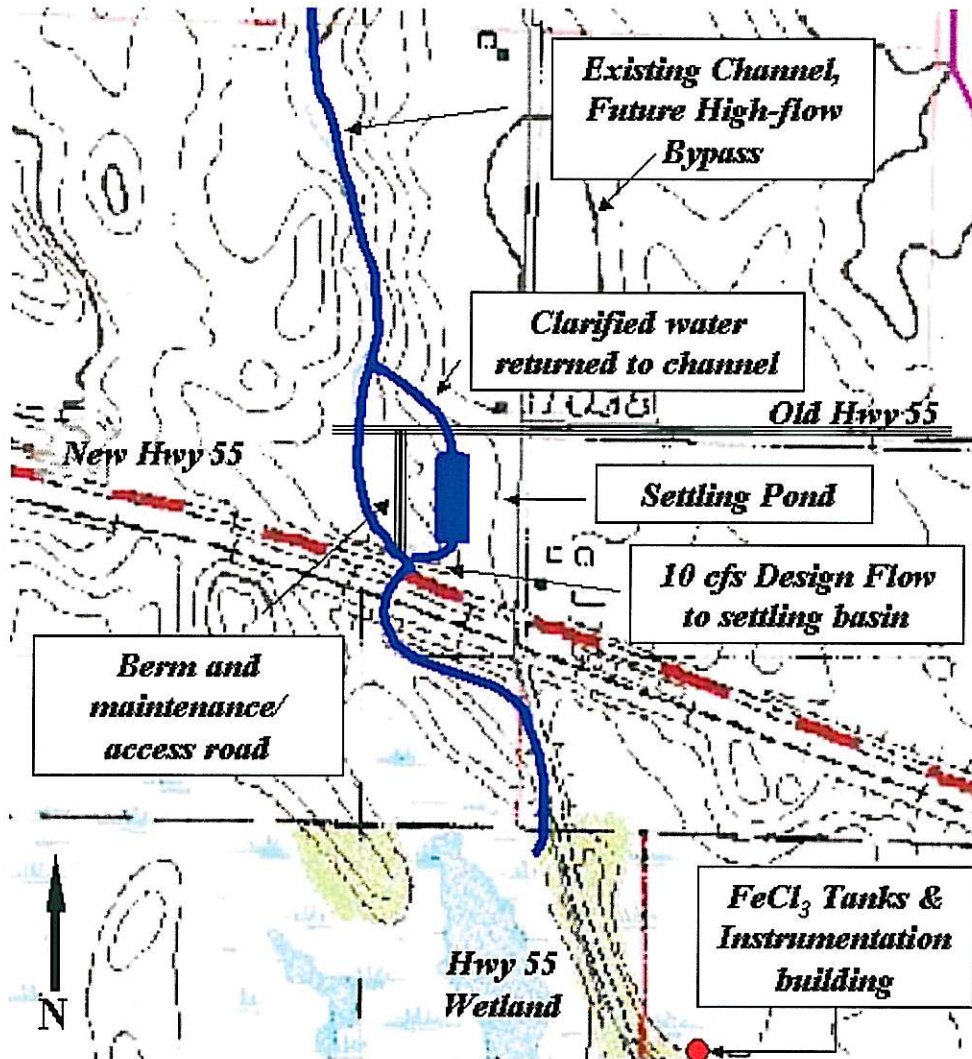 Existing Channel,
Future High-flow
Bypass
Clarified water
returned to channel
Old Hwy 55
New Hwy 55
Settling Pond
10 cfs Design Flow
to settling basin
Berm and
maintenance/
access road
FeCl₃ Tanks &
Instrumentation
building
Hwy 55
Wetland
N